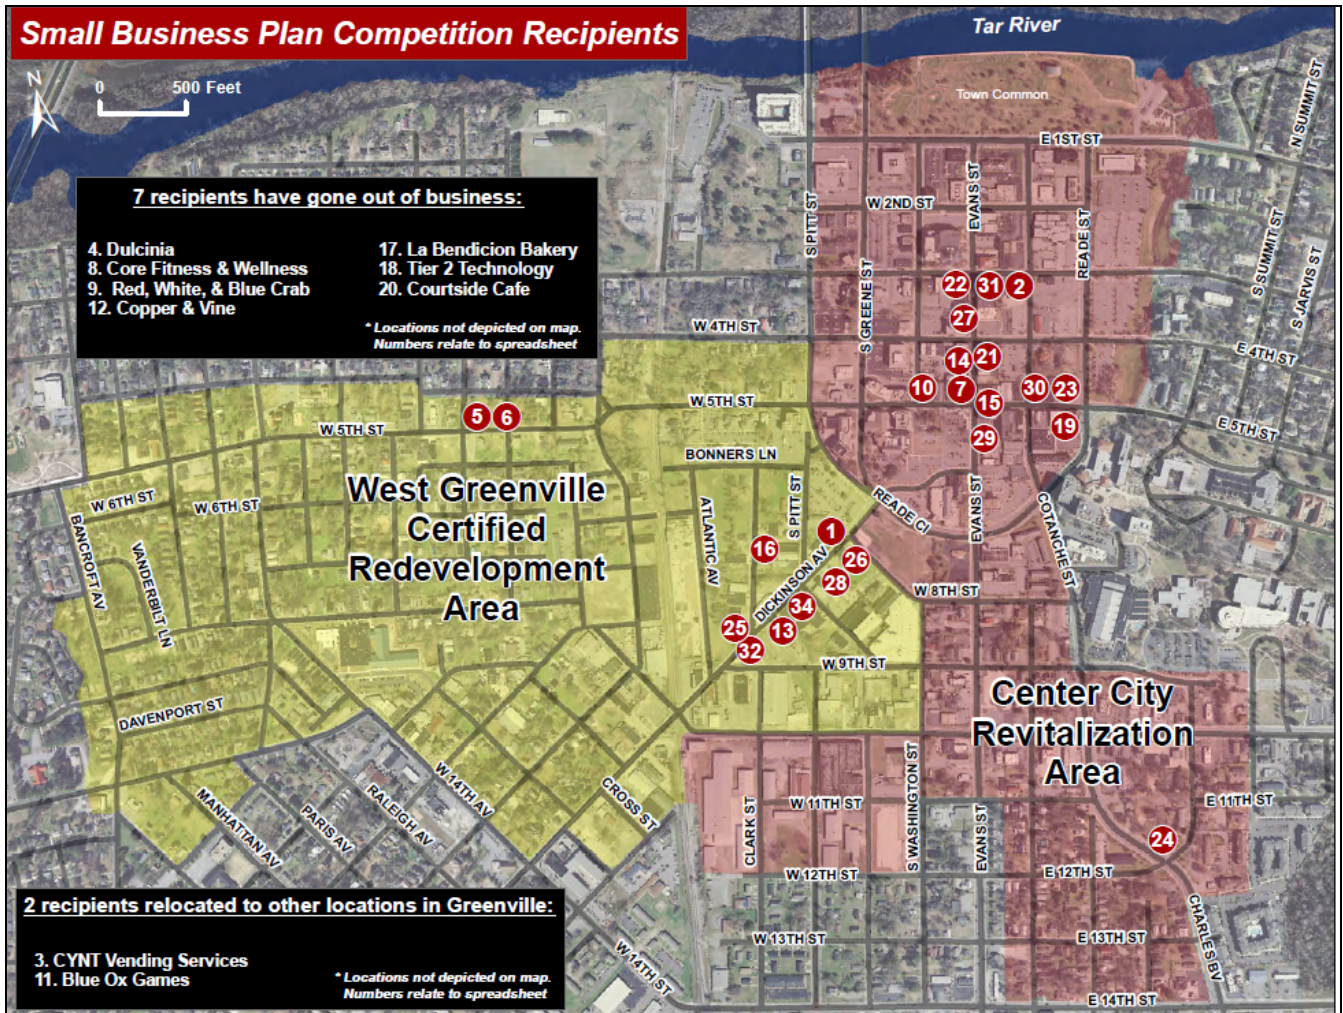 Small Business Plan Competition Recipients
Tar River
N
0 500 Feet
Town Common
N SUMMIT ST
E 1ST ST
7 recipients have gone out of business:
4. Dulcinia
8. Core Fitness & Wellness
9. Red, White, & Blue Crab
12. Copper & Vine
17. La Bendicion Bakery
18. Tier 2 Technology
20. Courtside Cafe
* Locations not depicted on map.
Numbers relate to spreadsheet
S PITT ST
W 2ND ST
EVANS ST
READE ST
S SUMMIT ST
S JARVIS ST
S GREENE ST
22
31
2
27
W 4TH ST
E 4TH ST
14
21
10
7
30
23
15
W 5TH ST
5
6
W 5TH ST
19
E 5TH ST
29
BONNERS LN
West Greenville
Certified
Redevelopment
Area
W 6TH ST
W 6TH ST
BANCROFT AV
VANDERBILT LN
ATLANTIC AV
S PITT ST
READE CI
EVANS ST
COTANCHE ST
1
16
26
DICKINSON AV
28
W 8TH ST
34
25
13
32
W 9TH ST
DAVENPORT ST
Center City
Revitalization
Area
MANHATTAN AV
PARIS AV
RALEIGH AV
W 14TH AV
CROSS ST
CLARK ST
W 11TH ST
S WASHINGTON ST
EVANS ST
E 11TH ST
24
W 12TH ST
E 12TH ST
CHARLES BV
W 13TH ST
E 13TH ST
W 14TH ST
E 14TH ST
2 recipients relocated to other locations in Greenville:
3. CYNT Vending Services
11. Blue Ox Games
* Locations not depicted on map.
Numbers relate to spreadsheet